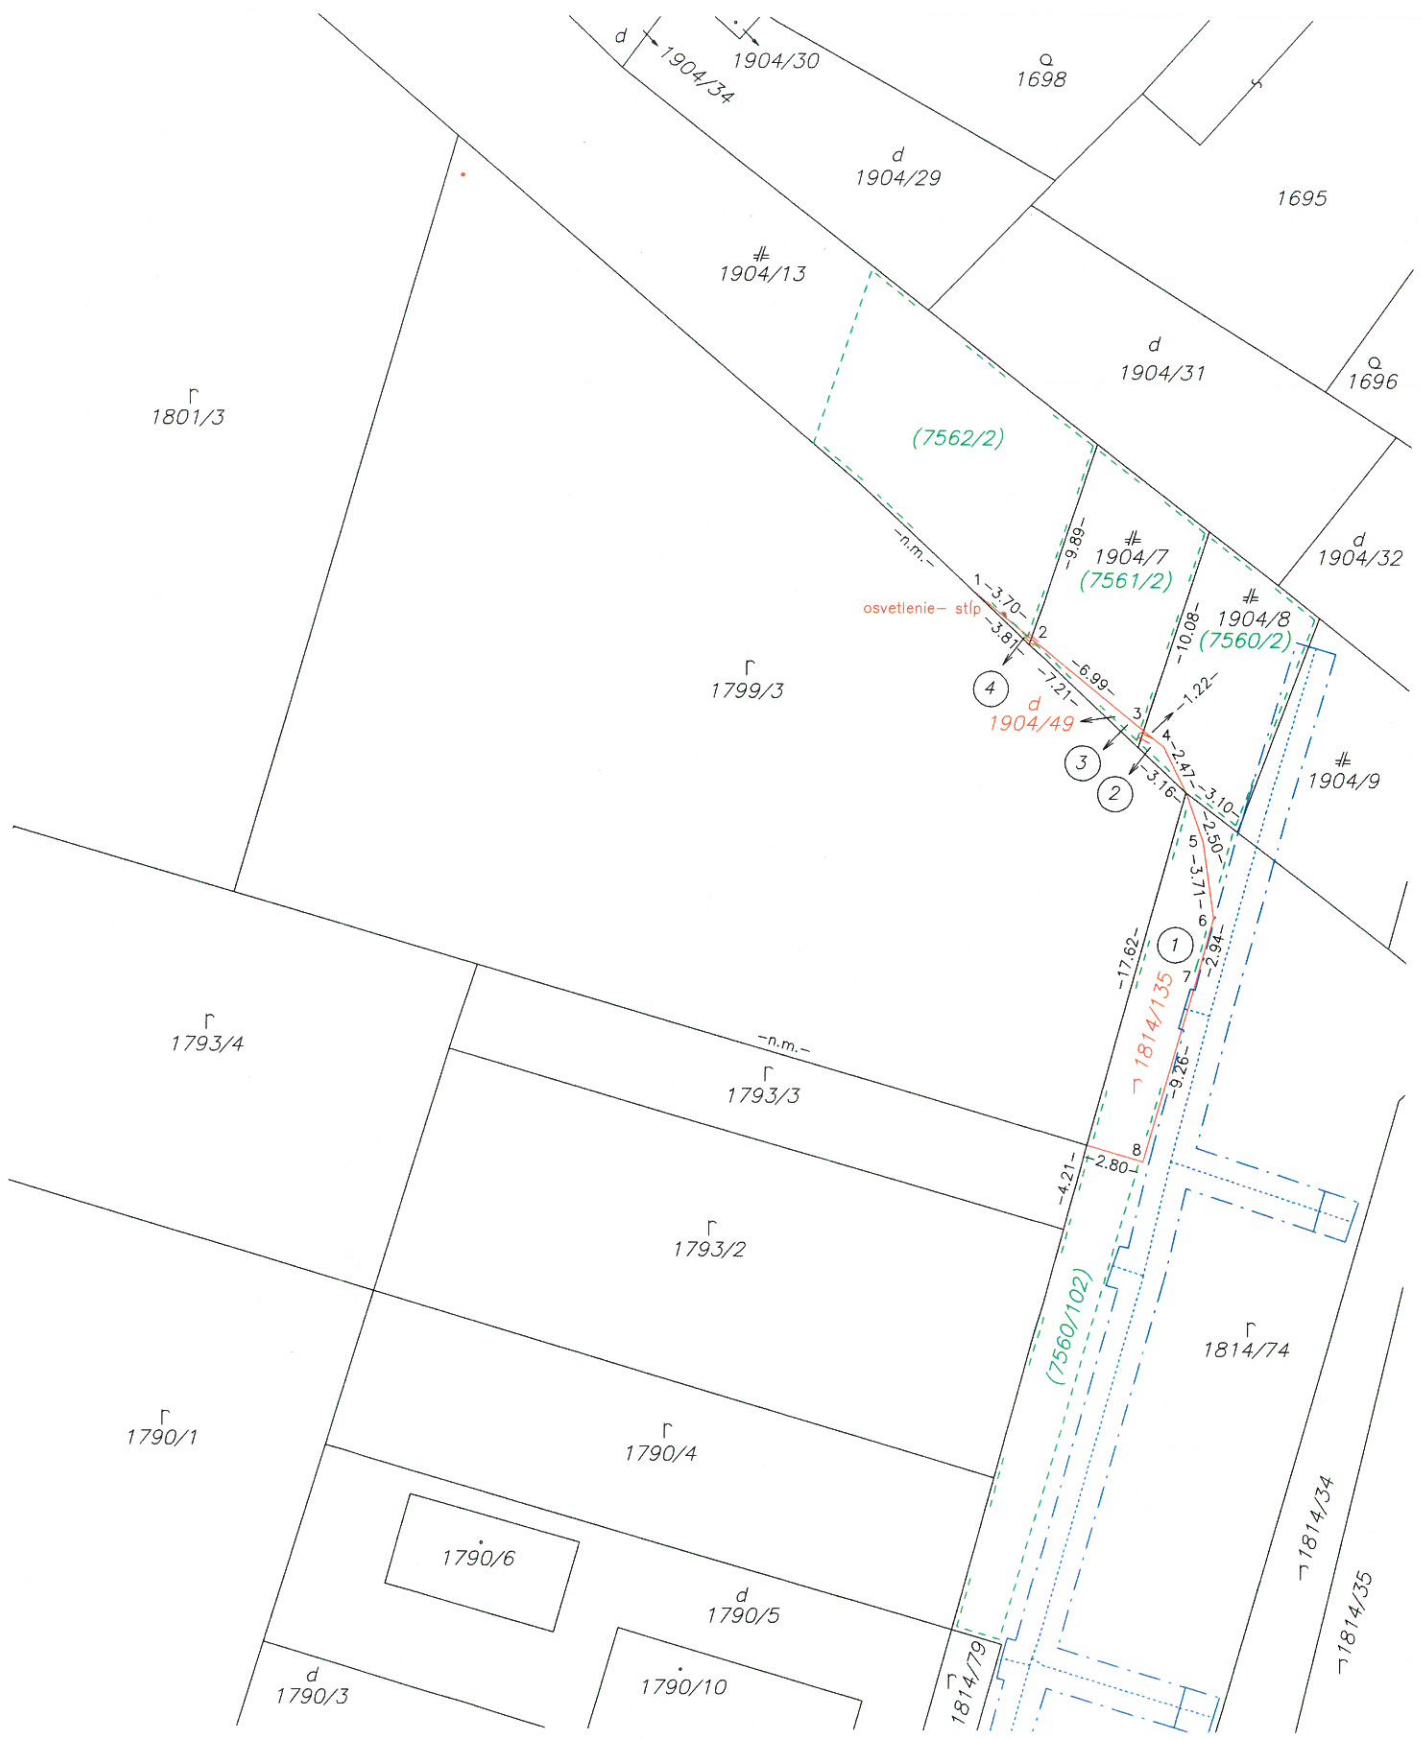 d
1904/34
1904/30
1698
d
1904/29
1695
1904/13
d
1904/31
1696
r
1801/3
(7562/2)
d
1904/32
-n.m.-
-9.89-
1904/7
(7561/2)
1904/8
(7560/2)
1
-3.70-
osvetlenie- stĺp
-3.81-
2
-10.08-
r
1799/3
4
-6.99-
-7.21-
-1.22-
d
1904/49
3
4
3
2
-2.47-
-3.16-
-3.10-
1904/9
-2.50-
5
-3.71-
6
1
-2.94-
-17.62-
7
r 1814/135
r
1793/4
-n.m.-
r
1793/3
-9.26-
8
-2.80-
-4.21-
r
1793/2
(7560/102)
r
1814/74
r
1790/1
r
1790/4
r 1814/34
1790/6
d
1790/5
r 1814/35
d
1790/3
1790/10
r
1814/79